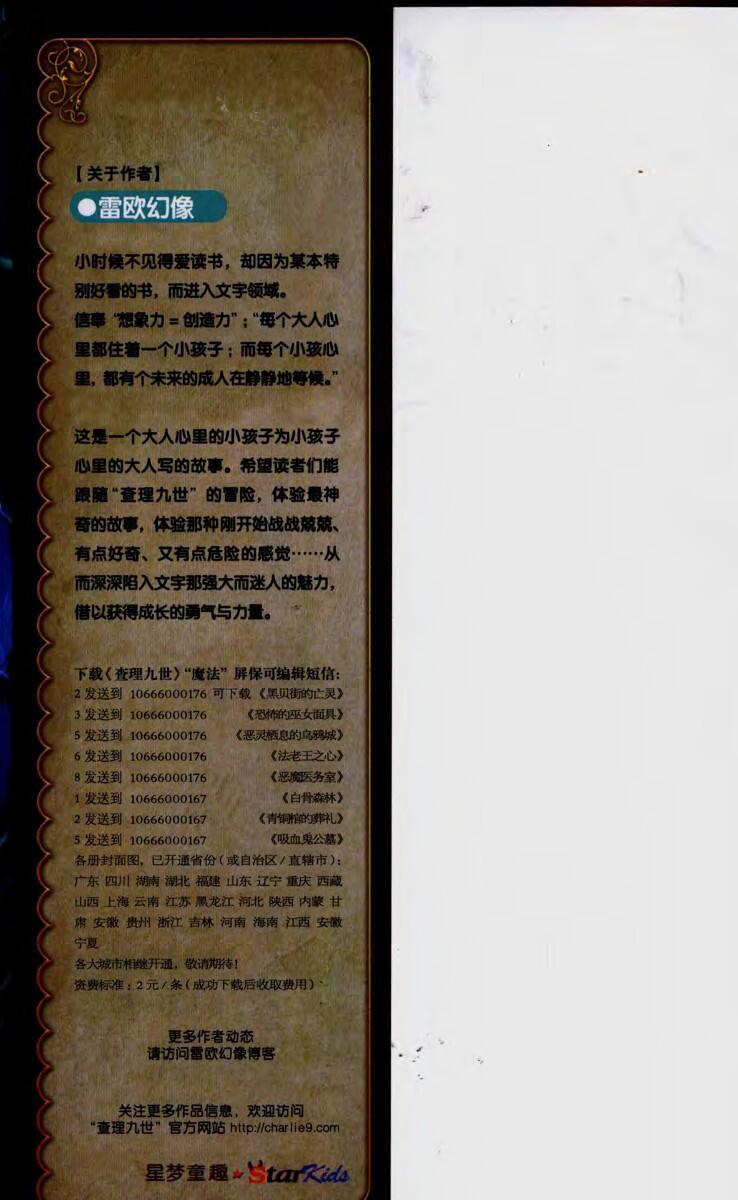 【关于作者】
●雷欧幻像
小时候不见得爱读书，却因为某本特
别好看的书，而进入文字领域。
信奉“想象力＝创造力”；“每个大人心
里都住着一个小孩子；而每个小孩心
里，都有个未来的成人在静静地等候。”
这是一个大人心里的小孩子为小孩子
心里的大人写的故事。希望读者们能
跟随“查理九世”的冒险，体验最神
奇的故事，体验那种刚开始战战兢兢、
有点好奇、又有点危险的感觉……从
而深深陷入文字那强大而迷人的魅力，
借以获得成长的勇气与力量。
下载《查理九世》“魔法”屏保可编辑短信：
2 发送到 10666000176 可下载《黑贝街的亡灵》
3 发送到 10666000176 《恐怖的巫女面具》
5 发送到 10666000176 《恶灵栖息的乌鸦城》
6 发送到 10666000176 《法老王之心》
8 发送到 10666000176 《恶魔医务室》
1 发送到 10666000167 《白骨森林》
2 发送到 10666000167 《青铜棺的葬礼》
5 发送到 10666000167 《吸血鬼公墓》
各册封面图，已开通省份（或自治区/直辖市）：
广东 四川 湖南 湖北 福建 山东 辽宁 重庆 西藏
山西 上海 云南 江苏 黑龙江 河北 陕西 内蒙 甘
肃 安徽 贵州 浙江 吉林 河南 海南 江西 安徽
宁夏
各大城市相继开通，敬请期待！
资费标准：2 元/条（成功下载后收取费用）
更多作者动态
请访问雷欧幻像博客
关注更多作品信息，欢迎访问
“查理九世”官方网站 http://charlie9.com
星梦童趣 StarKids